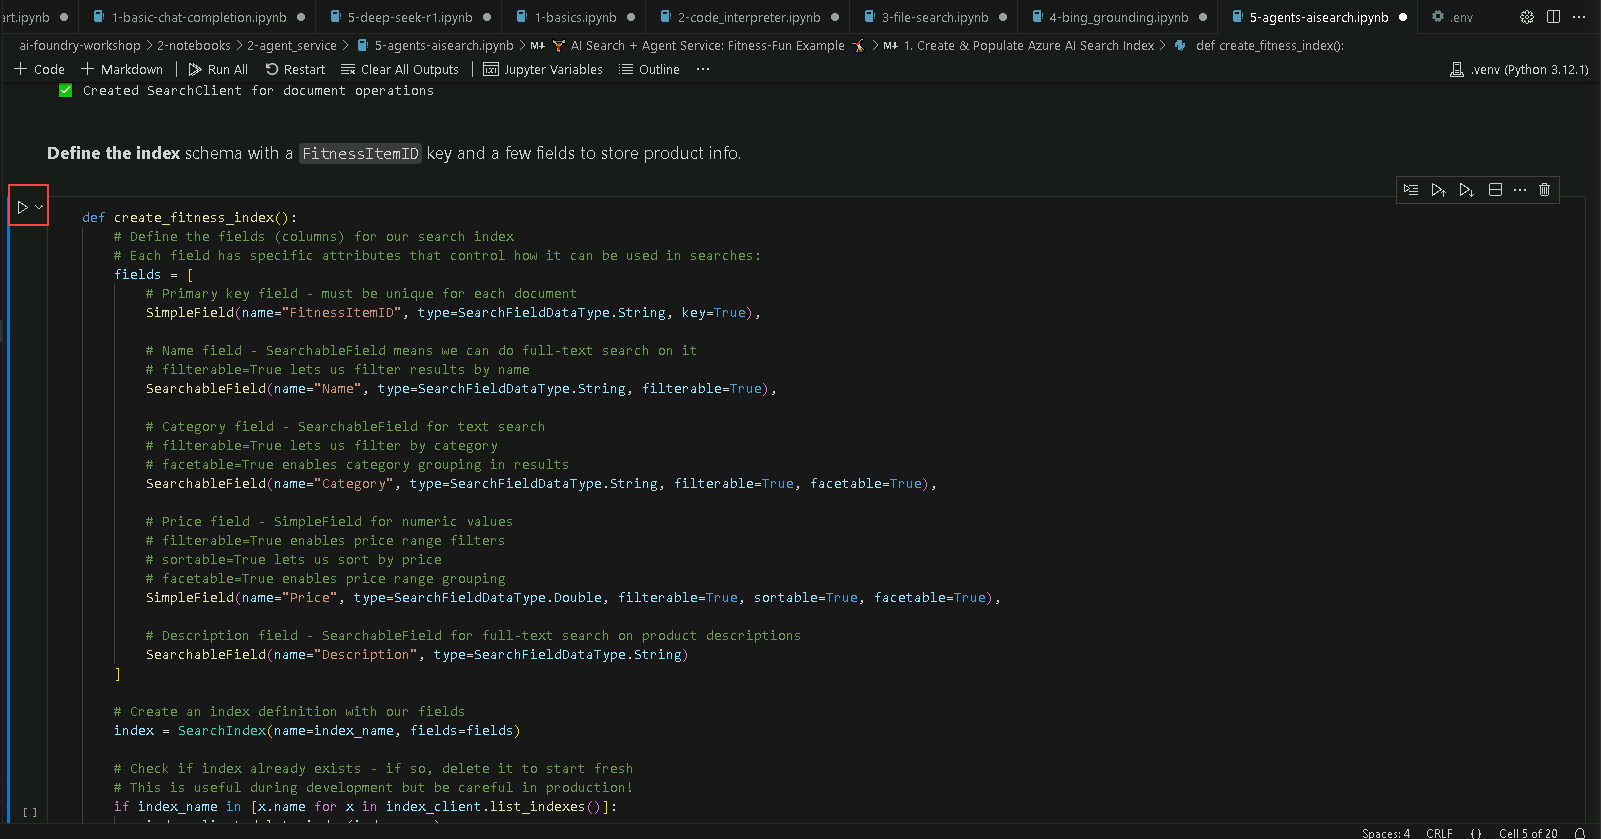 art.ipynb 1-basic-chat-completion.ipynb 5-deep-seek-r1.ipynb 1-basics.ipynb 2-code_interpreter.ipynb 3-file-search.ipynb 4-bing_grounding.ipynb 5-agents-aisearch.ipynb .env
ai-foundry-workshop > 2-notebooks > 2-agent_service > 5-agents-aisearch.ipynb > M↓ AI Search + Agent Service: Fitness-Fun Example > M↓ 1. Create & Populate Azure AI Search Index > def create_fitness_index():
+ Code + Markdown Run All Restart Clear All Outputs Jupyter Variables Outline ... .venv (Python 3.12.1)
Created SearchClient for document operations
Define the index schema with a FitnessItemID key and a few fields to store product info.
def create_fitness_index():
# Define the fields (columns) for our search index
# Each field has specific attributes that control how it can be used in searches:
fields = [
# Primary key field - must be unique for each document
SimpleField(name="FitnessItemID", type=SearchFieldDataType.String, key=True),
# Name field - SearchableField means we can do full-text search on it
# filterable=True lets us filter results by name
SearchableField(name="Name", type=SearchFieldDataType.String, filterable=True),
# Category field - SearchableField for text search
# filterable=True lets us filter by category
# facetable=True enables category grouping in results
SearchableField(name="Category", type=SearchFieldDataType.String, filterable=True, facetable=True),
# Price field - SimpleField for numeric values
# filterable=True enables price range filters
# sortable=True lets us sort by price
# facetable=True enables price range grouping
SimpleField(name="Price", type=SearchFieldDataType.Double, filterable=True, sortable=True, facetable=True),
# Description field - SearchableField for full-text search on product descriptions
SearchableField(name="Description", type=SearchFieldDataType.String)
]
# Create an index definition with our fields
index = SearchIndex(name=index_name, fields=fields)
# Check if index already exists - if so, delete it to start fresh
# This is useful during development but be careful in production!
if index_name in [x.name for x in index_client.list_indexes()]:
[ ]
Spaces: 4 CRLF {} Cell 5 of 20